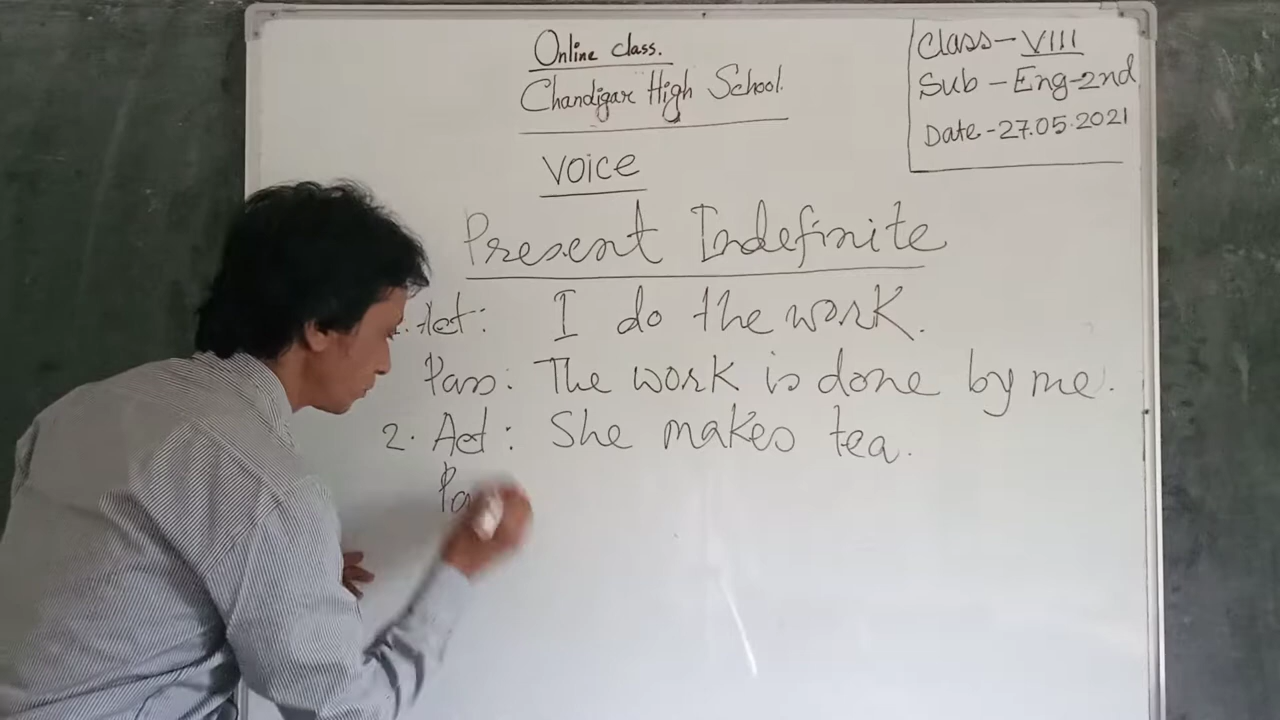 Online class.
Chandigar High School.
Class - VIII
Sub - Eng-2nd
Date - 27.05.2021
Voice
Present Indefinite
. Act: I do the work.
Pass: The work is done by me.
2. Act: She makes tea.
Pa